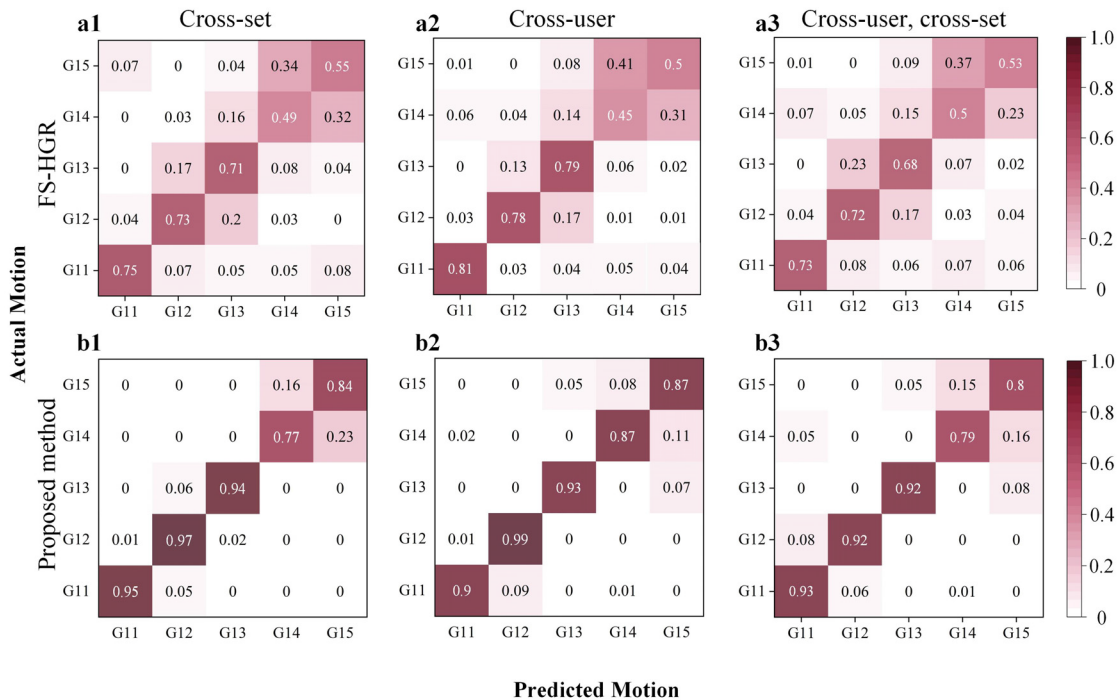 Cross-set Cross-user Cross-user, cross-set
a1 a2 a3
G15 0.07 0 0.04 0.34 0.55 G15 0.01 0 0.08 0.41 0.5 G15 0.01 0 0.09 0.37 0.53 1.0
G14 0 0.03 0.16 0.49 0.32 G14 0.06 0.04 0.14 0.45 0.31 G14 0.07 0.05 0.15 0.5 0.23 0.8
G13 0 0.17 0.71 0.08 0.04 G13 0 0.13 0.79 0.06 0.02 G13 0 0.23 0.68 0.07 0.02 0.6
G12 0.04 0.73 0.2 0.03 0 G12 0.03 0.78 0.17 0.01 0.01 G12 0.04 0.72 0.17 0.03 0.04 0.4
G11 0.75 0.07 0.05 0.05 0.08 G11 0.81 0.03 0.04 0.05 0.04 G11 0.73 0.08 0.06 0.07 0.06 0.2
0
G11 G12 G13 G14 G15 G11 G12 G13 G14 G15 G11 G12 G13 G14 G15
FS-HGR
Actual Motion
b1 b2 b3
G15 0 0 0 0.16 0.84 G15 0 0 0.05 0.08 0.87 G15 0 0 0.05 0.15 0.8 1.0
G14 0 0 0 0.77 0.23 G14 0.02 0 0 0.87 0.11 G14 0.05 0 0 0.79 0.16 0.8
G13 0 0.06 0.94 0 0 G13 0 0 0.93 0 0.07 G13 0 0 0.92 0 0.08 0.6
G12 0.01 0.97 0.02 0 0 G12 0.01 0.99 0 0 0 G12 0.08 0.92 0 0 0 0.4
G11 0.95 0.05 0 0 0 G11 0.9 0.09 0 0.01 0 G11 0.93 0.06 0 0.01 0 0.2
0
G11 G12 G13 G14 G15 G11 G12 G13 G14 G15 G11 G12 G13 G14 G15
Proposed method
Predicted Motion